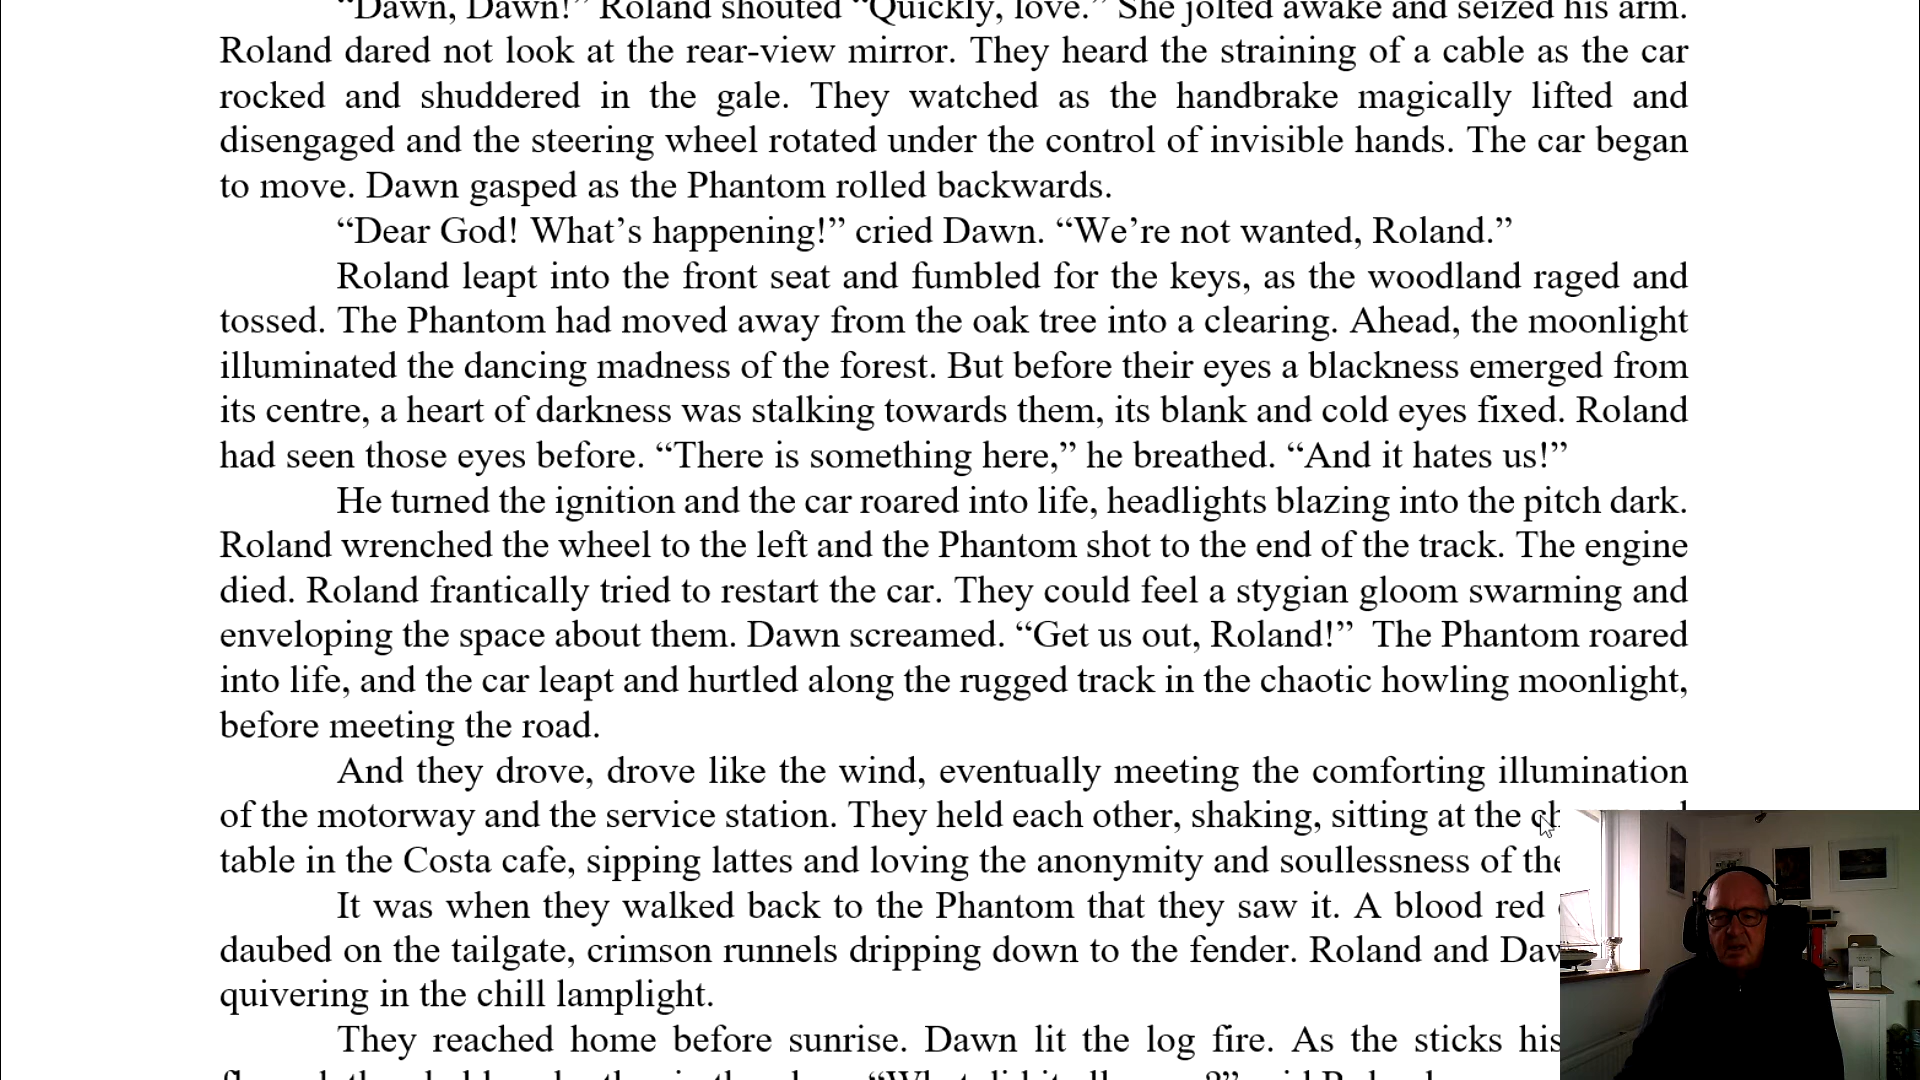 “Dawn, Dawn!” Roland shouted “Quickly, love.” She jolted awake and seized his arm.
Roland dared not look at the rear-view mirror. They heard the straining of a cable as the car
rocked and shuddered in the gale. They watched as the handbrake magically lifted and
disengaged and the steering wheel rotated under the control of invisible hands. The car began
to move. Dawn gasped as the Phantom rolled backwards.
“Dear God! What’s happening!” cried Dawn. “We’re not wanted, Roland.”
Roland leapt into the front seat and fumbled for the keys, as the woodland raged and
tossed. The Phantom had moved away from the oak tree into a clearing. Ahead, the moonlight
illuminated the dancing madness of the forest. But before their eyes a blackness emerged from
its centre, a heart of darkness was stalking towards them, its blank and cold eyes fixed. Roland
had seen those eyes before. “There is something here,” he breathed. “And it hates us!”
He turned the ignition and the car roared into life, headlights blazing into the pitch dark.
Roland wrenched the wheel to the left and the Phantom shot to the end of the track. The engine
died. Roland frantically tried to restart the car. They could feel a stygian gloom swarming and
enveloping the space about them. Dawn screamed. “Get us out, Roland!” The Phantom roared
into life, and the car leapt and hurtled along the rugged track in the chaotic howling moonlight,
before meeting the road.
And they drove, drove like the wind, eventually meeting the comforting illumination
of the motorway and the service station. They held each other, shaking, sitting at the
table in the Costa cafe, sipping lattes and loving the anonymity and soullessness of the
It was when they walked back to the Phantom that they saw it. A blood red
daubed on the tailgate, crimson runnels dripping down to the fender. Roland and
quivering in the chill lamplight.
They reached home before sunrise. Dawn lit the log fire. As the sticks